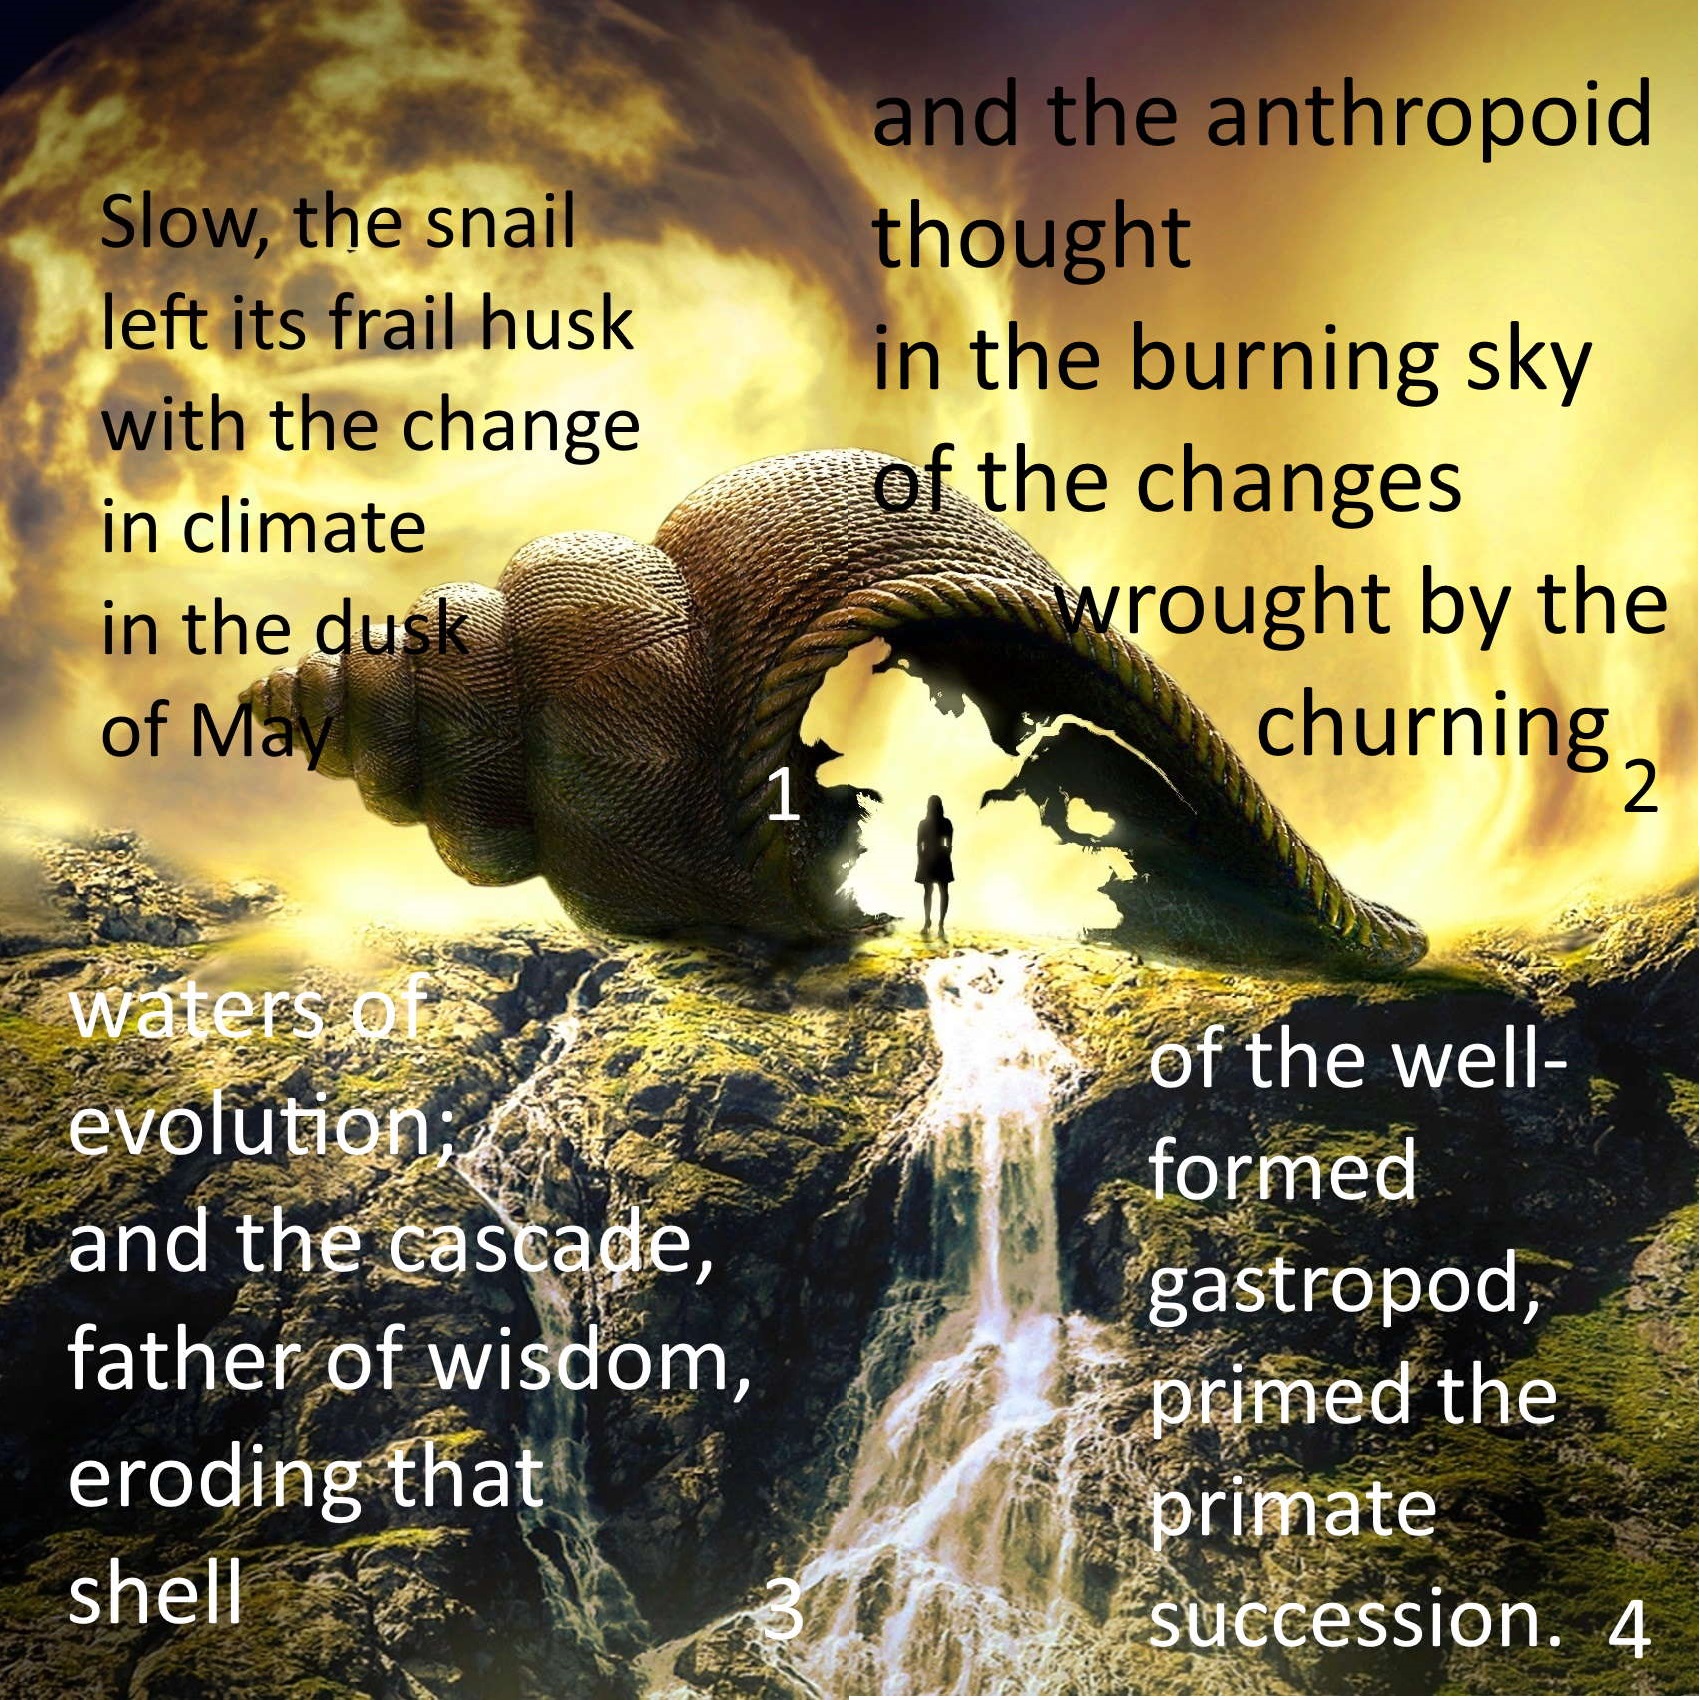 Slow, the snail
left its frail husk
with the change
in climate
in the dusk
of May
1
and the anthropoid
thought
in the burning sky
of the changes
wrought by the
churning
2
waters of
evolution;
and the cascade,
father of wisdom,
eroding that
shell
3
of the well-
formed
gastropod,
primed the
primate
succession.
4